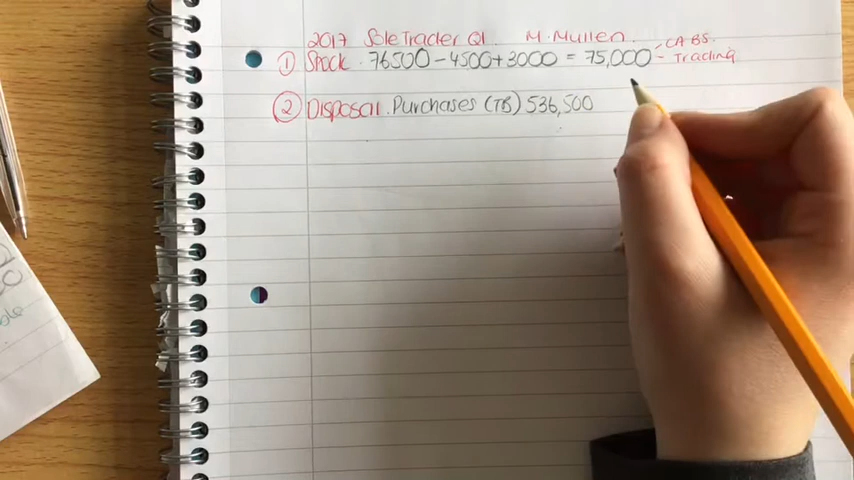 2017 Sole Trader Q1 M. Mullen.
① Stock. 76500 - 4500 + 3000 = 75,000 - CA BS.
- Trading
② Disposal. Purchases (TB) 536,500